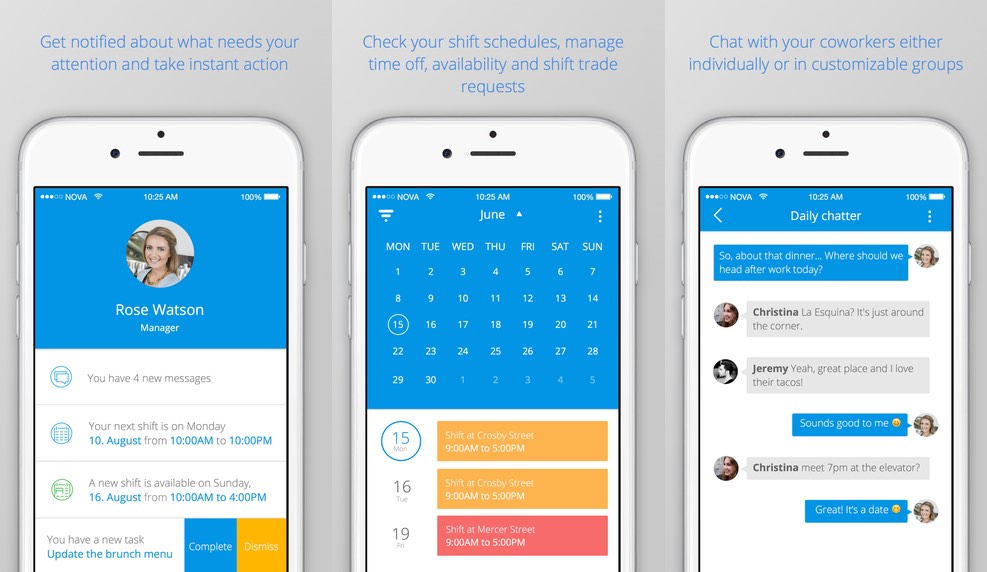 Get notified about what needs your
attention and take instant action
NOVA 10:25 AM 100%
Rose Watson
Manager
You have 4 new messages
Your next shift is on Monday
10. August from 10:00AM to 10:00PM
A new shift is available on Sunday,
16. August from 10:00AM to 4:00PM
You have a new task
Update the brunch menu
Complete
Dismiss
Check your shift schedules, manage
time off, availability and shift trade
requests
NOVA 10:25 AM 100%
June
MON TUE WED THU FRI SAT SUN
1 2 3 4 5 6 7
8 9 10 11 12 13 14
15 16 17 18 19 20 21
22 23 24 25 26 27 28
29 30 1 2 3 4 5
15
Mon
Shift at Crosby Street
9:00AM to 5:00PM
16
Tue
Shift at Crosby Street
9:00AM to 5:00PM
19
Fri
Shift at Mercer Street
9:00AM to 5:00PM
Chat with your coworkers either
individually or in customizable groups
NOVA 10:25 AM 100%
Daily chatter
So, about that dinner... Where should we
head after work today?
Christina La Esquina? It's just around
the corner.
Jeremy Yeah, great place and I love
their tacos!
Sounds good to me 😄
Christina meet 7pm at the elevator?
Great! It's a date 😄